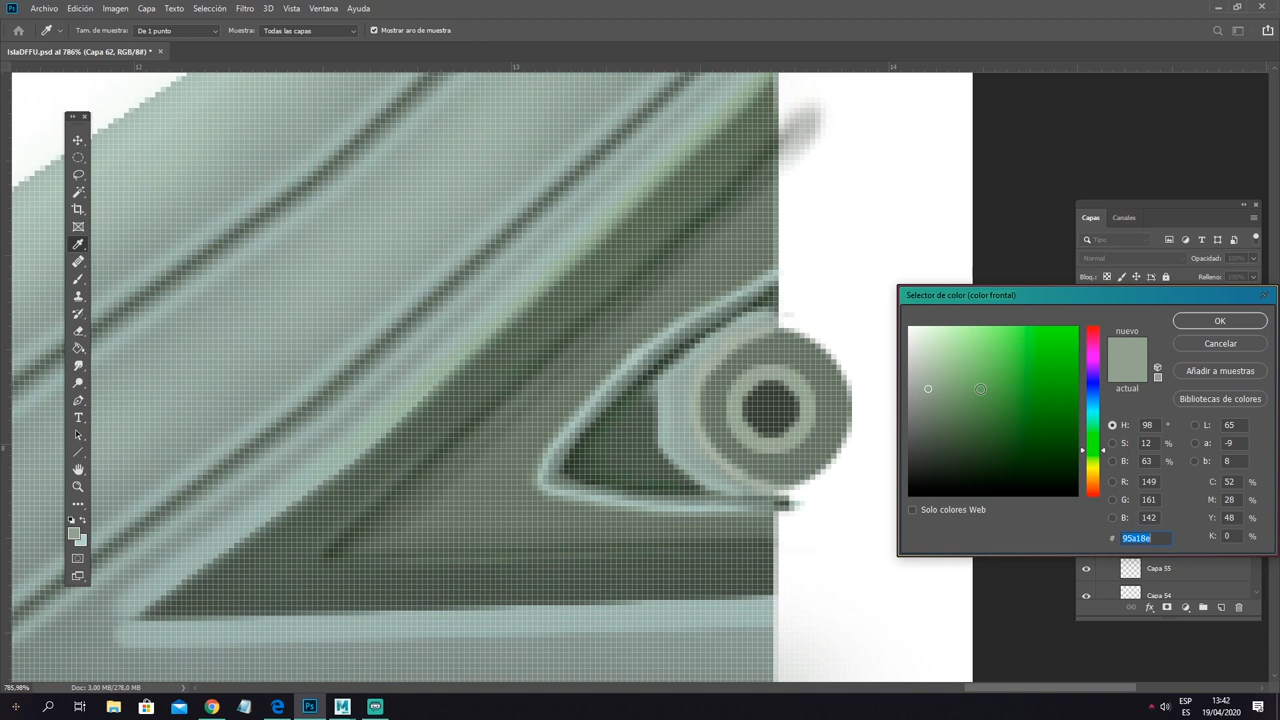 Ps Archivo Edición Imagen Capa Texto Selección Filtro 3D Vista Ventana Ayuda
Tam. de muestra: De 1 punto Muestra: Todas las capas Mostrar aro de muestra
IslaDFFU.psd al 786% (Capa 62, RGB/8#) * ×
12 13 14
Capas Canales
Tipo
Normal Opacidad: 100%
Bloq.: Relleno: 100%
Selector de color (color frontal)
nuevo
actual
OK
Cancelar
Añadir a muestras
Bibliotecas de colores
H: 98 ° L: 65
S: 12 % a: -9
B: 63 % b: 8
R: 149 C: 52 %
G: 161 M: 28 %
B: 142 Y: 48 %
# 95a18e K: 0 %
Solo colores Web
Capa 55
Capa 54
785,98% Doc: 3,00 MB/278,0 MB
ESP 13:42
ES 19/04/2020